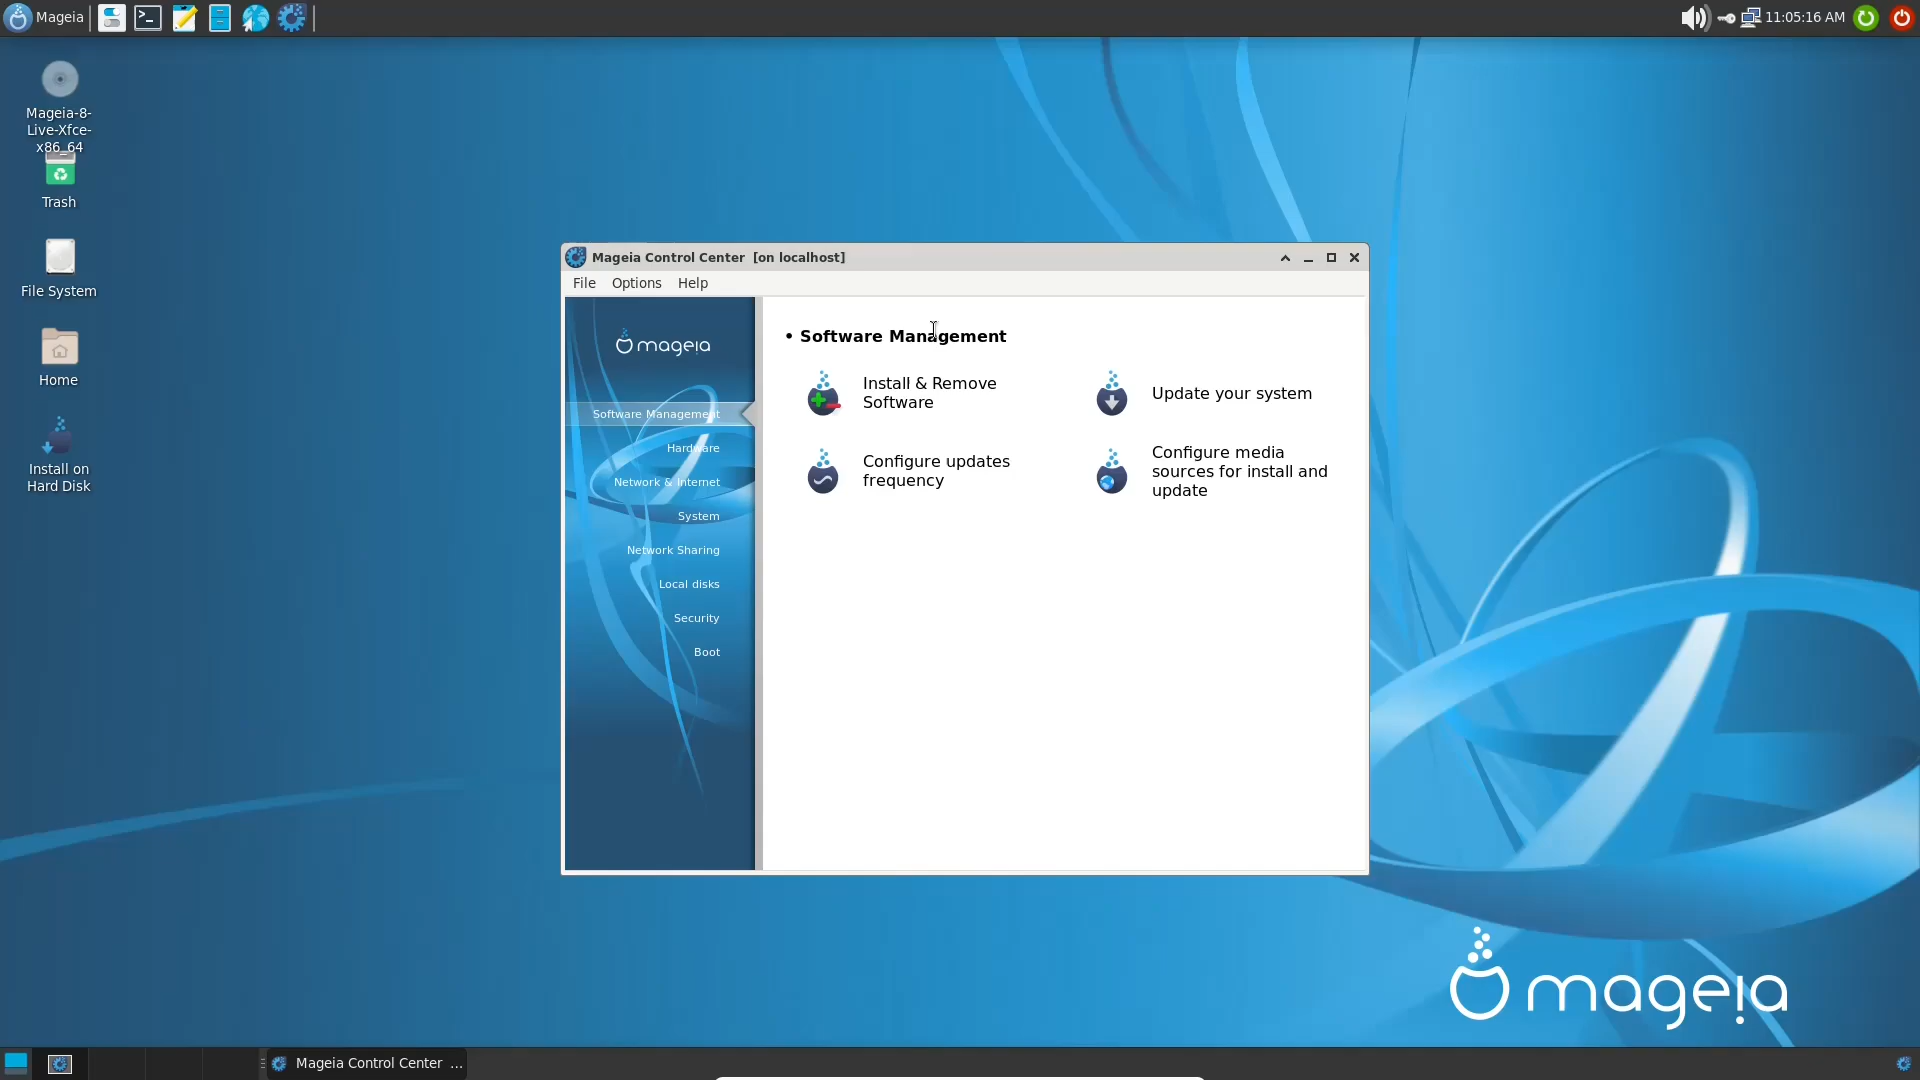 Mageia
11:05:16 AM
Mageia-8-
Live-Xfce-
x86_64
Trash
File System
Home
Install on
Hard Disk
Mageia Control Center [on localhost]
File Options Help
mageia
Software Management
Hardware
Network & Internet
System
Network Sharing
Local disks
Security
Boot
• Software Management
Install & Remove
Software
Update your system
Configure updates
frequency
Configure media
sources for install and
update
mageia
Mageia Control Center ...